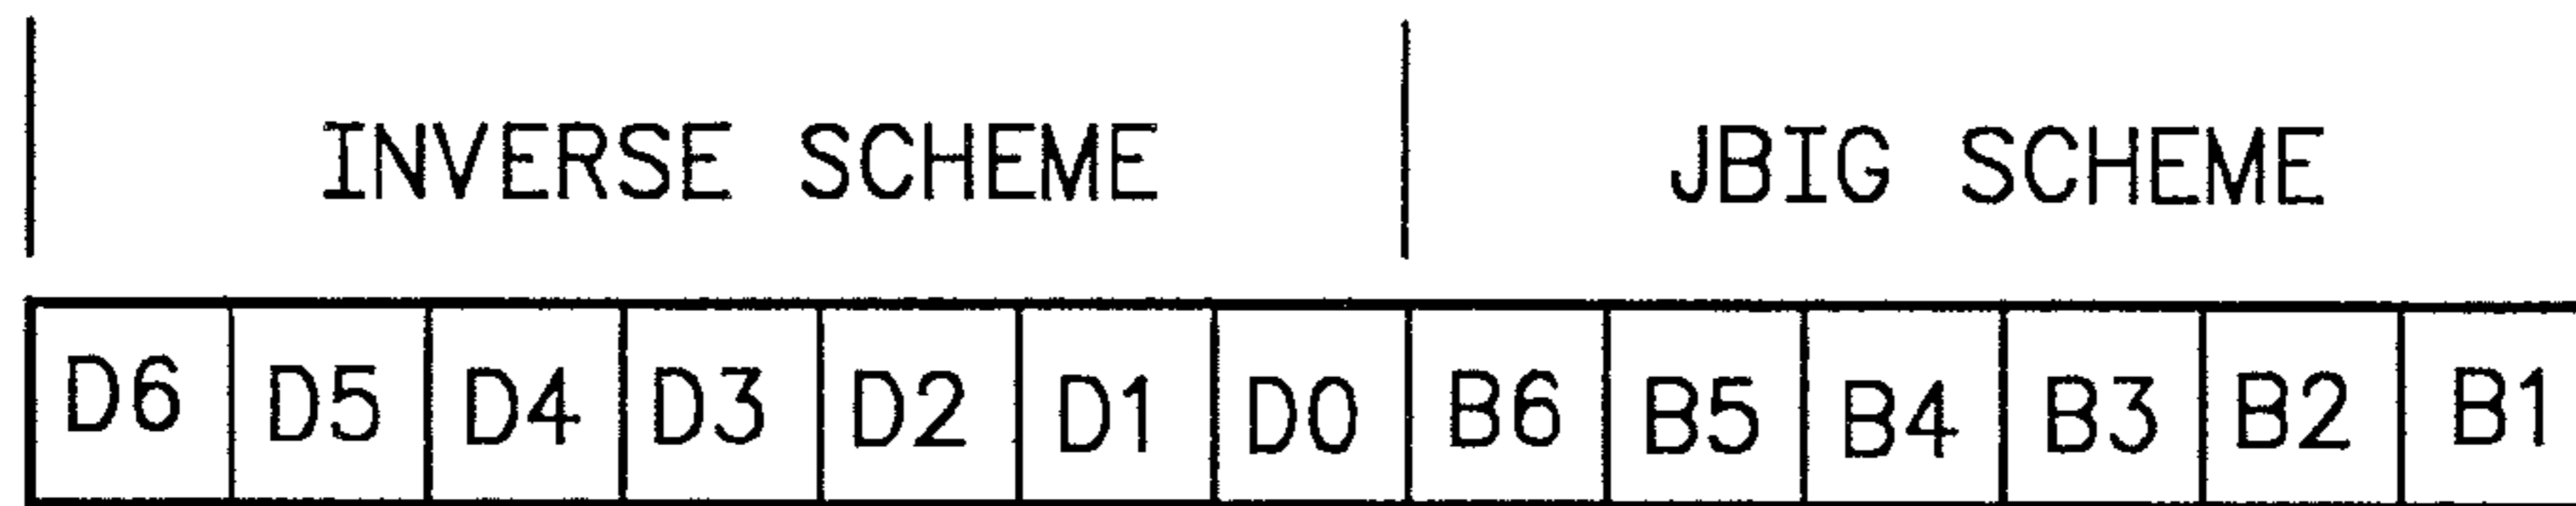 INVERSE SCHEME JBIG SCHEME
D6 D5 D4 D3 D2 D1 D0 B6 B5 B4 B3 B2 B1